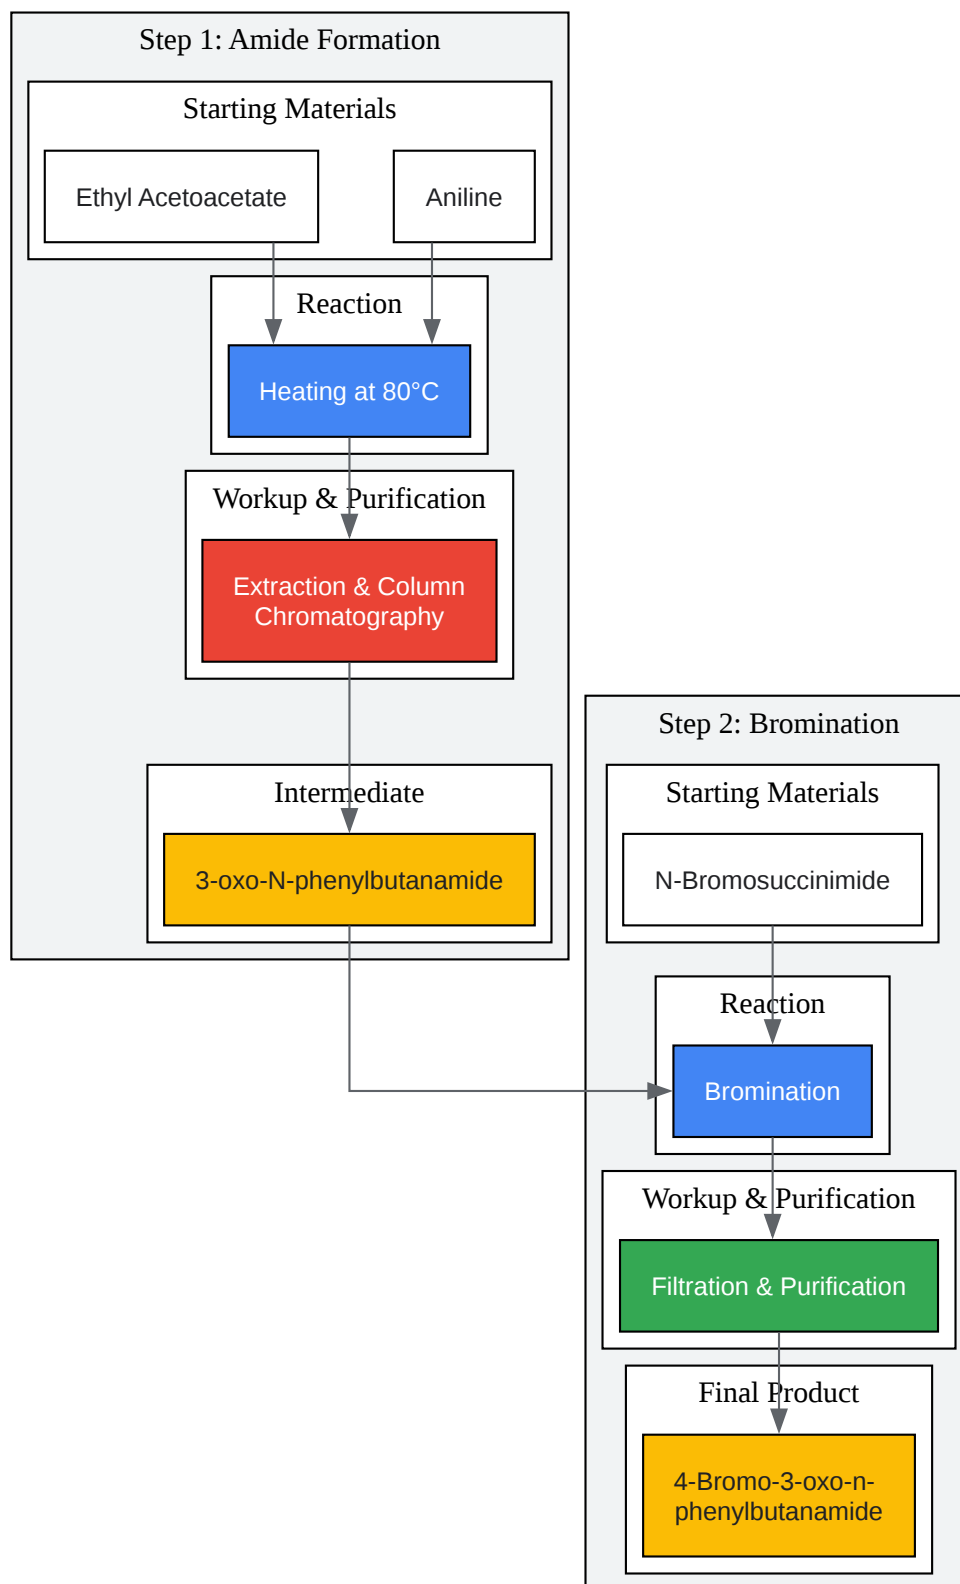 Step 1: Amide Formation
Starting Materials
Ethyl Acetoacetate
Aniline
Reaction
Heating at 80°C
Workup & Purification
Extraction & Column
Chromatography
Intermediate
3-oxo-N-phenylbutanamide
Step 2: Bromination
Starting Materials
N-Bromosuccinimide
Reaction
Bromination
Workup & Purification
Filtration & Purification
Final Product
4-Bromo-3-oxo-n-
phenylbutanamide